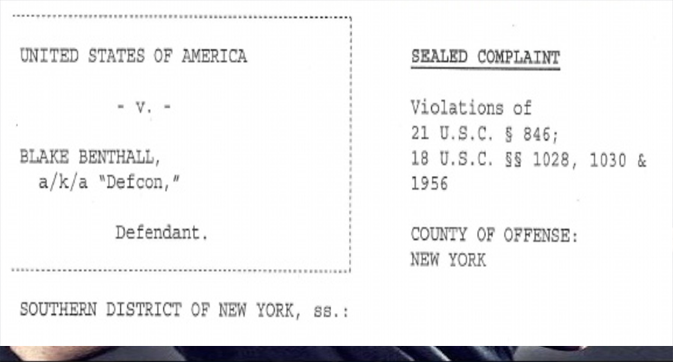 UNITED STATES OF AMERICA
- v. -
BLAKE BENTHALL,
a/k/a "Defcon,"
Defendant.
SEALED COMPLAINT
Violations of
21 U.S.C. § 846;
18 U.S.C. §§ 1028, 1030 &
1956
COUNTY OF OFFENSE:
NEW YORK
SOUTHERN DISTRICT OF NEW YORK, ss.: